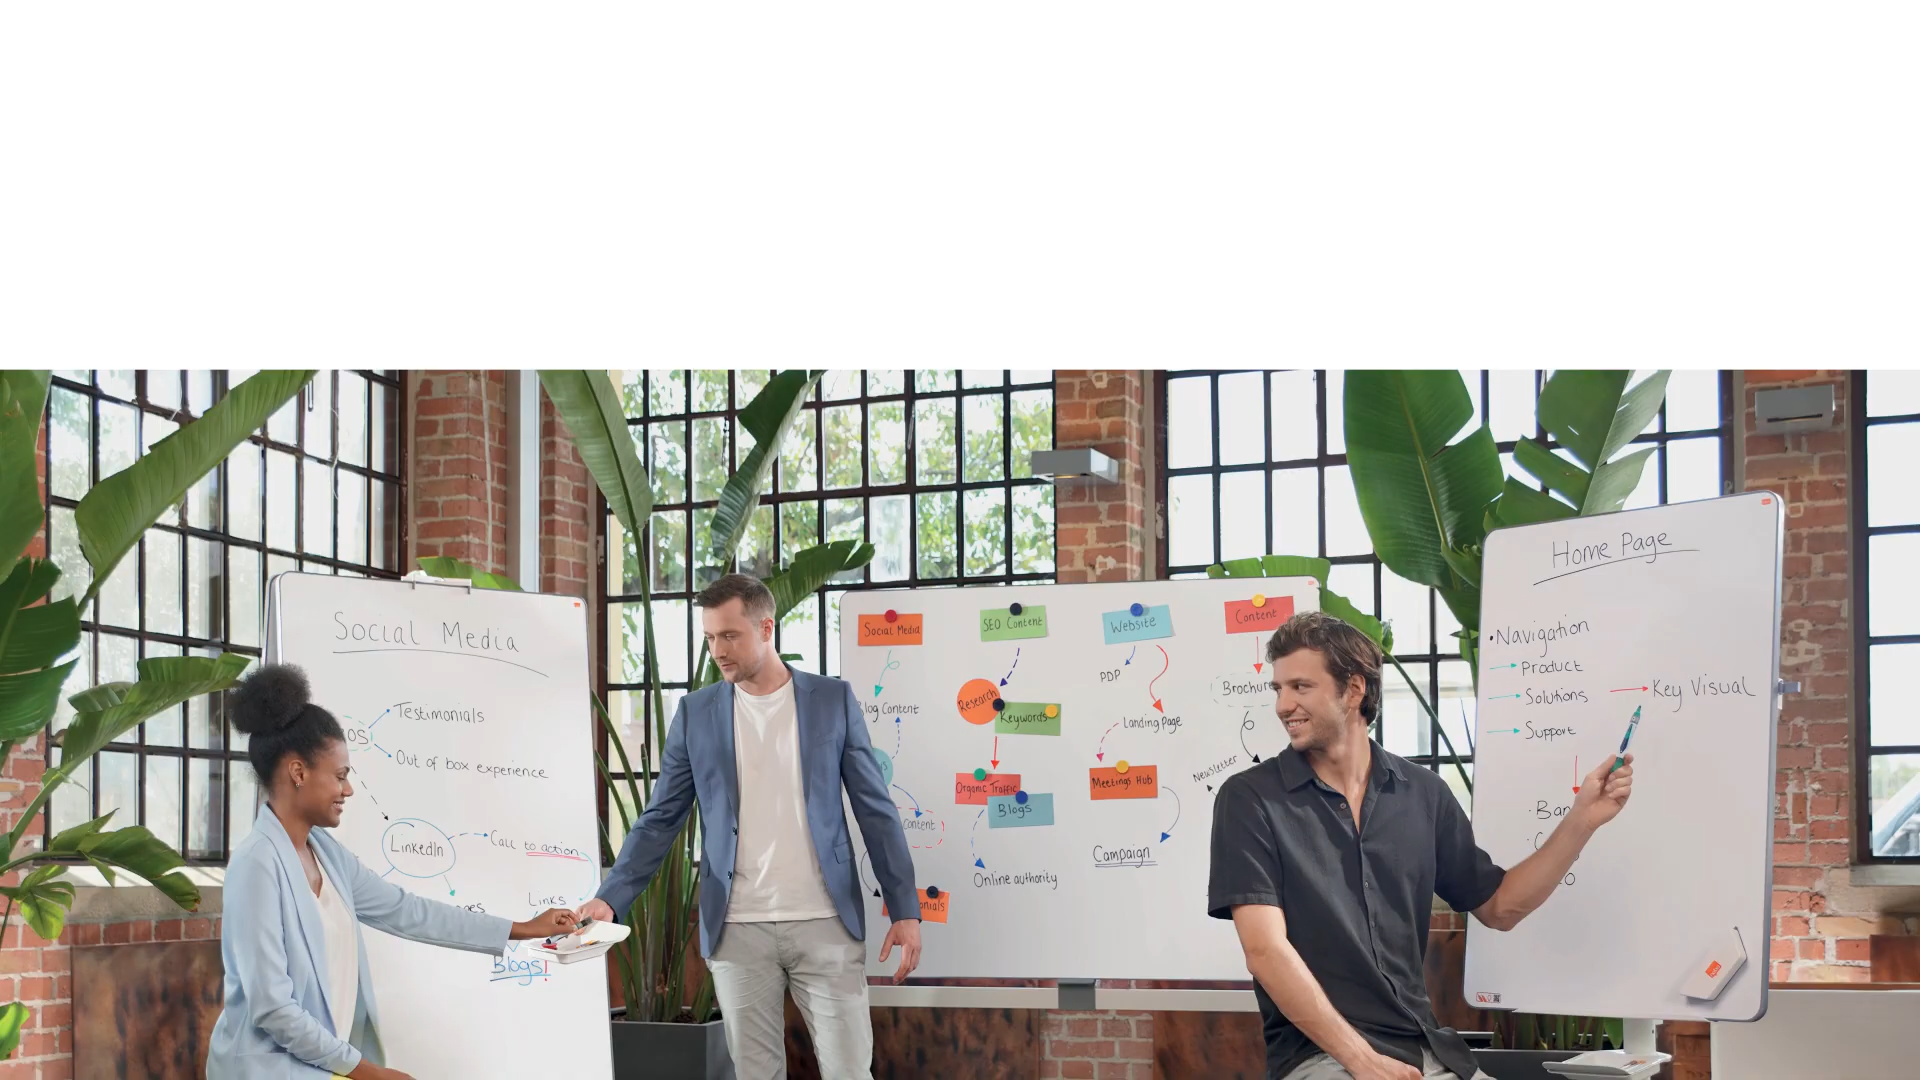 Social Media
Testimonials
Out of box experience
LinkedIn
Call to action
Links
Blogs!
Social Media
Blog Content
Content
SEO Content
Research
Keywords
Organic Traffic
Blogs
Online authority
Website
PDP
Landing page
Meetings Hub
Campaign
Content
Brochure
Newsletter
Home Page
•Navigation
Product
Solutions
Key Visual
Support